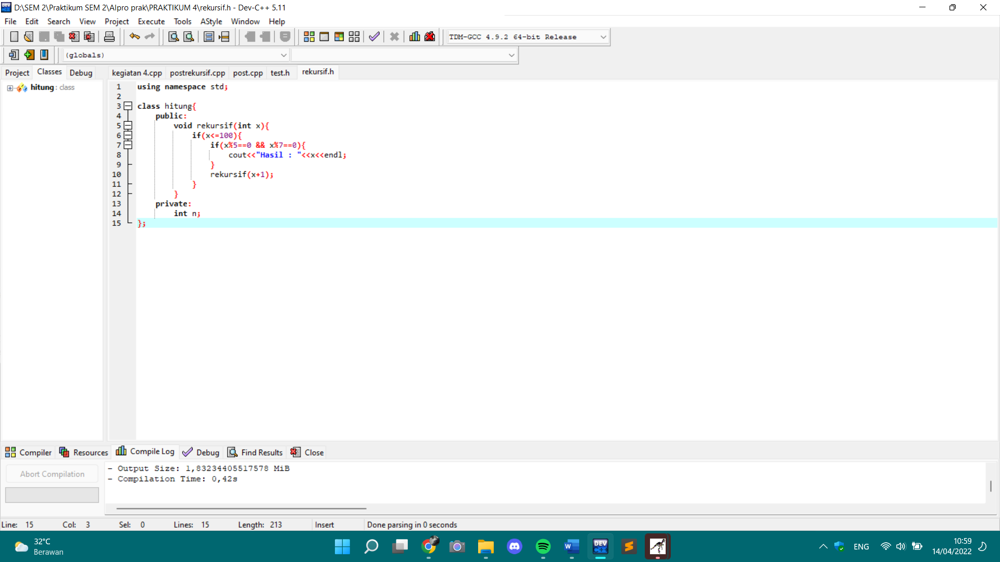 D:\SEM 2\Praktikum SEM 2\Alpro prak\PRAKTIKUM 4\rekursif.h - Dev-C++ 5.11
File Edit Search View Project Execute Tools AStyle Window Help
TDM-GCC 4.9.2 64-bit Release
(globals)
Project Classes Debug
kegiatan 4.cpp postrekursif.cpp post.cpp test.h rekursif.h
hitung : class
1 using namespace std;
2
3 class hitung{
4     public:
5         void rekursif(int x){
6             if(x<=100){
7                 if(x%5==0 && x%7==0){
8                     cout<<"Hasil : "<<x<<endl;
9                 }
10                 rekursif(x+1);
11             }
12         }
13     private:
14         int n;
15 };
Compiler Resources Compile Log Debug Find Results Close
Abort Compilation
- Output Size: 1,83234405517578 MiB
- Compilation Time: 0,42s
Line: 15 Col: 3 Sel: 0 Lines: 15 Length: 213 Insert Done parsing in 0 seconds
32°C
Berawan
DEV
W
ENG
10:59
14/04/2022